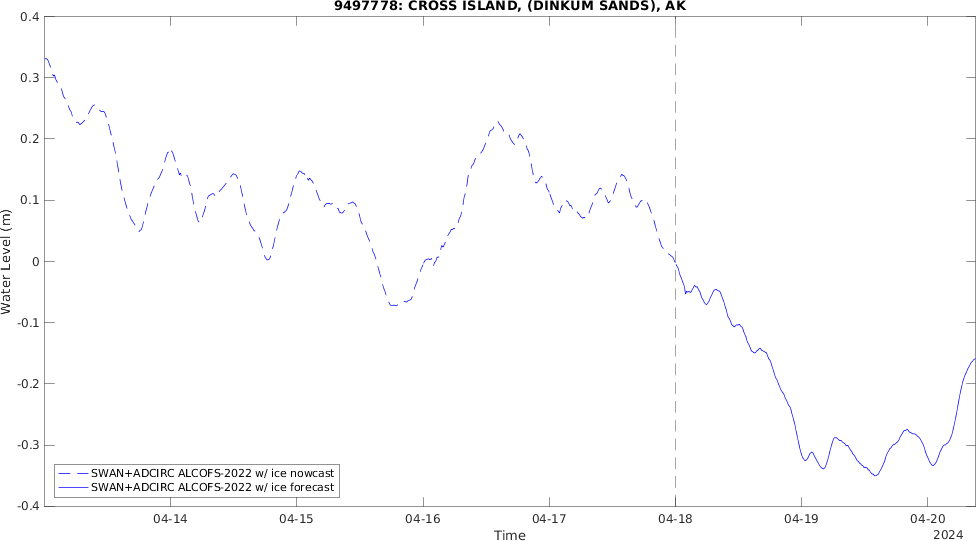 9497778: CROSS ISLAND, (DINKUM SANDS), AK
0.4
0.3
0.2
0.1
0
-0.1
-0.2
-0.3
-0.4
Water Level (m)
SWAN+ADCIRC ALCOFS-2022 w/ ice nowcast
SWAN+ADCIRC ALCOFS-2022 w/ ice forecast
04-14 04-15 04-16 04-17 04-18 04-19 04-20
Time
2024